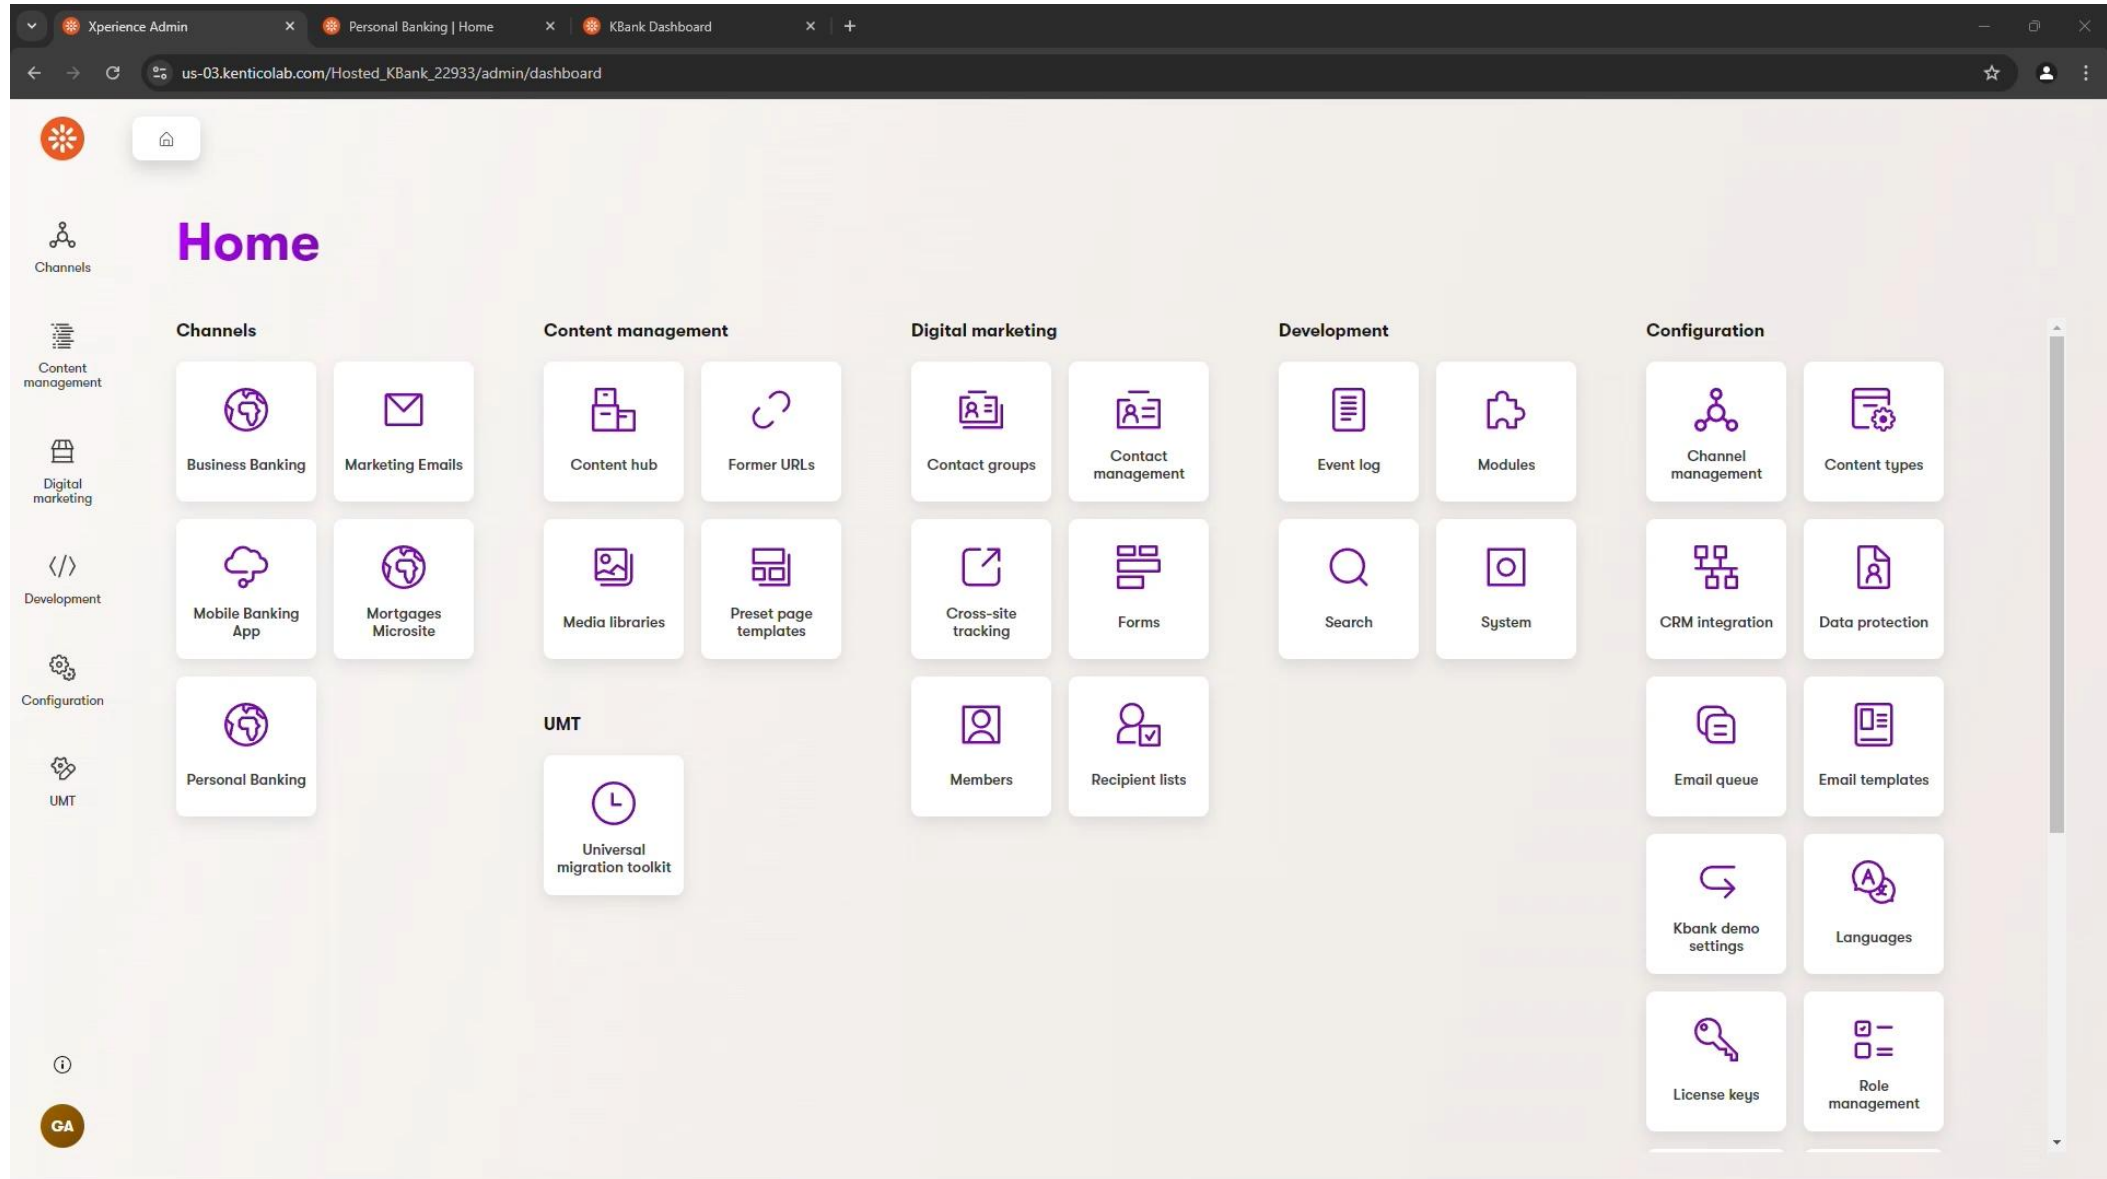 Xperience Admin
Personal Banking | Home
KBank Dashboard
us-03.kenticolab.com/Hosted_KBank_22933/admin/dashboard
Channels
Content
management
Digital
marketing
Development
Configuration
UMT
GA
Home
Channels
Business Banking
Marketing Emails
Mobile Banking
App
Mortgages
Microsite
Personal Banking
Content management
Content hub
Former URLs
Media libraries
Preset page
templates
UMT
Universal
migration toolkit
Digital marketing
Contact groups
Contact
management
Cross-site
tracking
Forms
Members
Recipient lists
Development
Event log
Modules
Search
System
Configuration
Channel
management
Content types
CRM integration
Data protection
Email queue
Email templates
Kbank demo
settings
Languages
License keys
Role
management